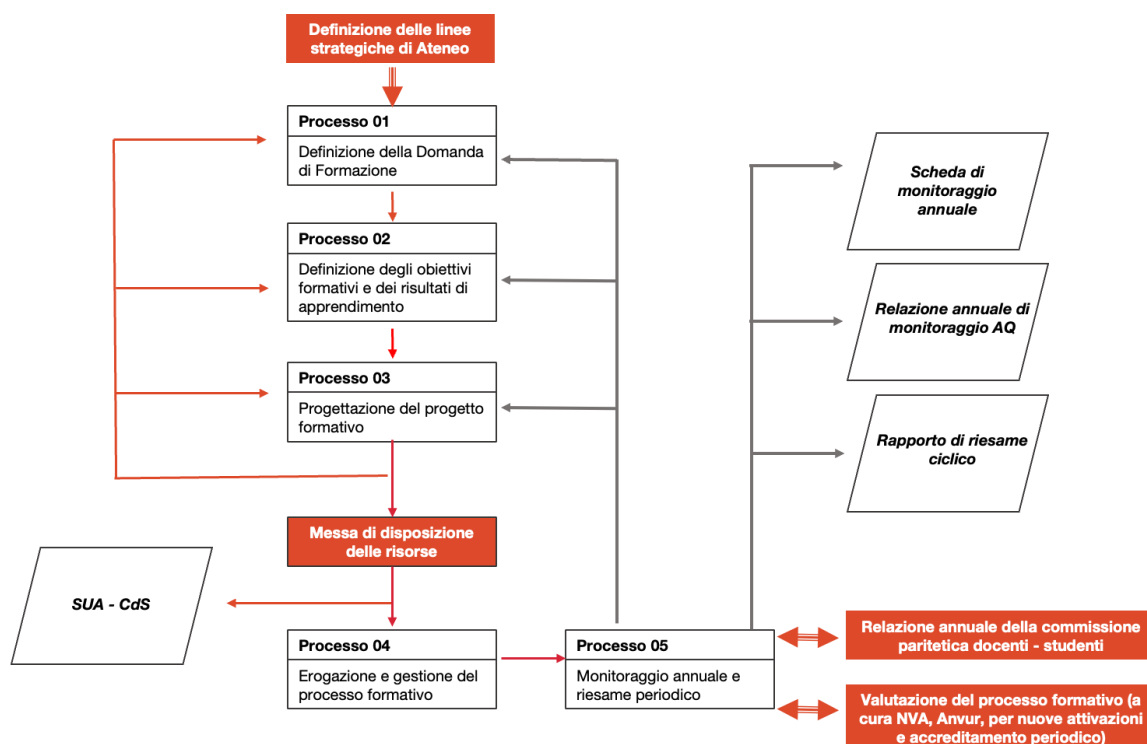 Definizione delle linee
strategiche di Ateneo
Processo 01
Definizione della Domanda
di Formazione
Processo 02
Definizione degli obiettivi
formativi e dei risultati di
apprendimento
Processo 03
Progettazione del progetto
formativo
Messa di disposizione
delle risorse
SUA - CdS
Processo 04
Erogazione e gestione del
processo formativo
Processo 05
Monitoraggio annuale e
riesame periodico
Scheda di
monitoraggio
annuale
Relazione annuale di
monitoraggio AQ
Rapporto di riesame
ciclico
Relazione annuale della commissione
paritetica docenti - studenti
Valutazione del processo formativo (a
cura NVA, Anvur, per nuove attivazioni
e accreditamento periodico)